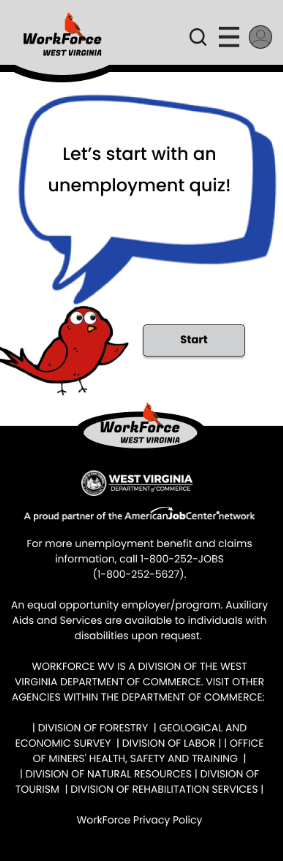 WorkForce
WEST VIRGINIA
Let's start with an
unemployment quiz!
Start
WorkForce
WEST VIRGINIA
WEST VIRGINIA
DEPARTMENT of COMMERCE
A proud partner of the AmericanJobCenter network
For more unemployment benefit and claims
information, call 1-800-252-JOBS
(1-800-252-5627).
An equal opportunity employer/program. Auxiliary
Aids and Services are available to individuals with
disabilities upon request.
WORKFORCE WV IS A DIVISION OF THE WEST
VIRGINIA DEPARTMENT OF COMMERCE. VISIT OTHER
AGENCIES WITHIN THE DEPARTMENT OF COMMERCE:
| DIVISION OF FORESTRY | GEOLOGICAL AND
ECONOMIC SURVEY | DIVISION OF LABOR | | OFFICE
OF MINERS' HEALTH, SAFETY AND TRAINING |
| DIVISION OF NATURAL RESOURCES | DIVISION OF
TOURISM | DIVISION OF REHABILITATION SERVICES |
WorkForce Privacy Policy